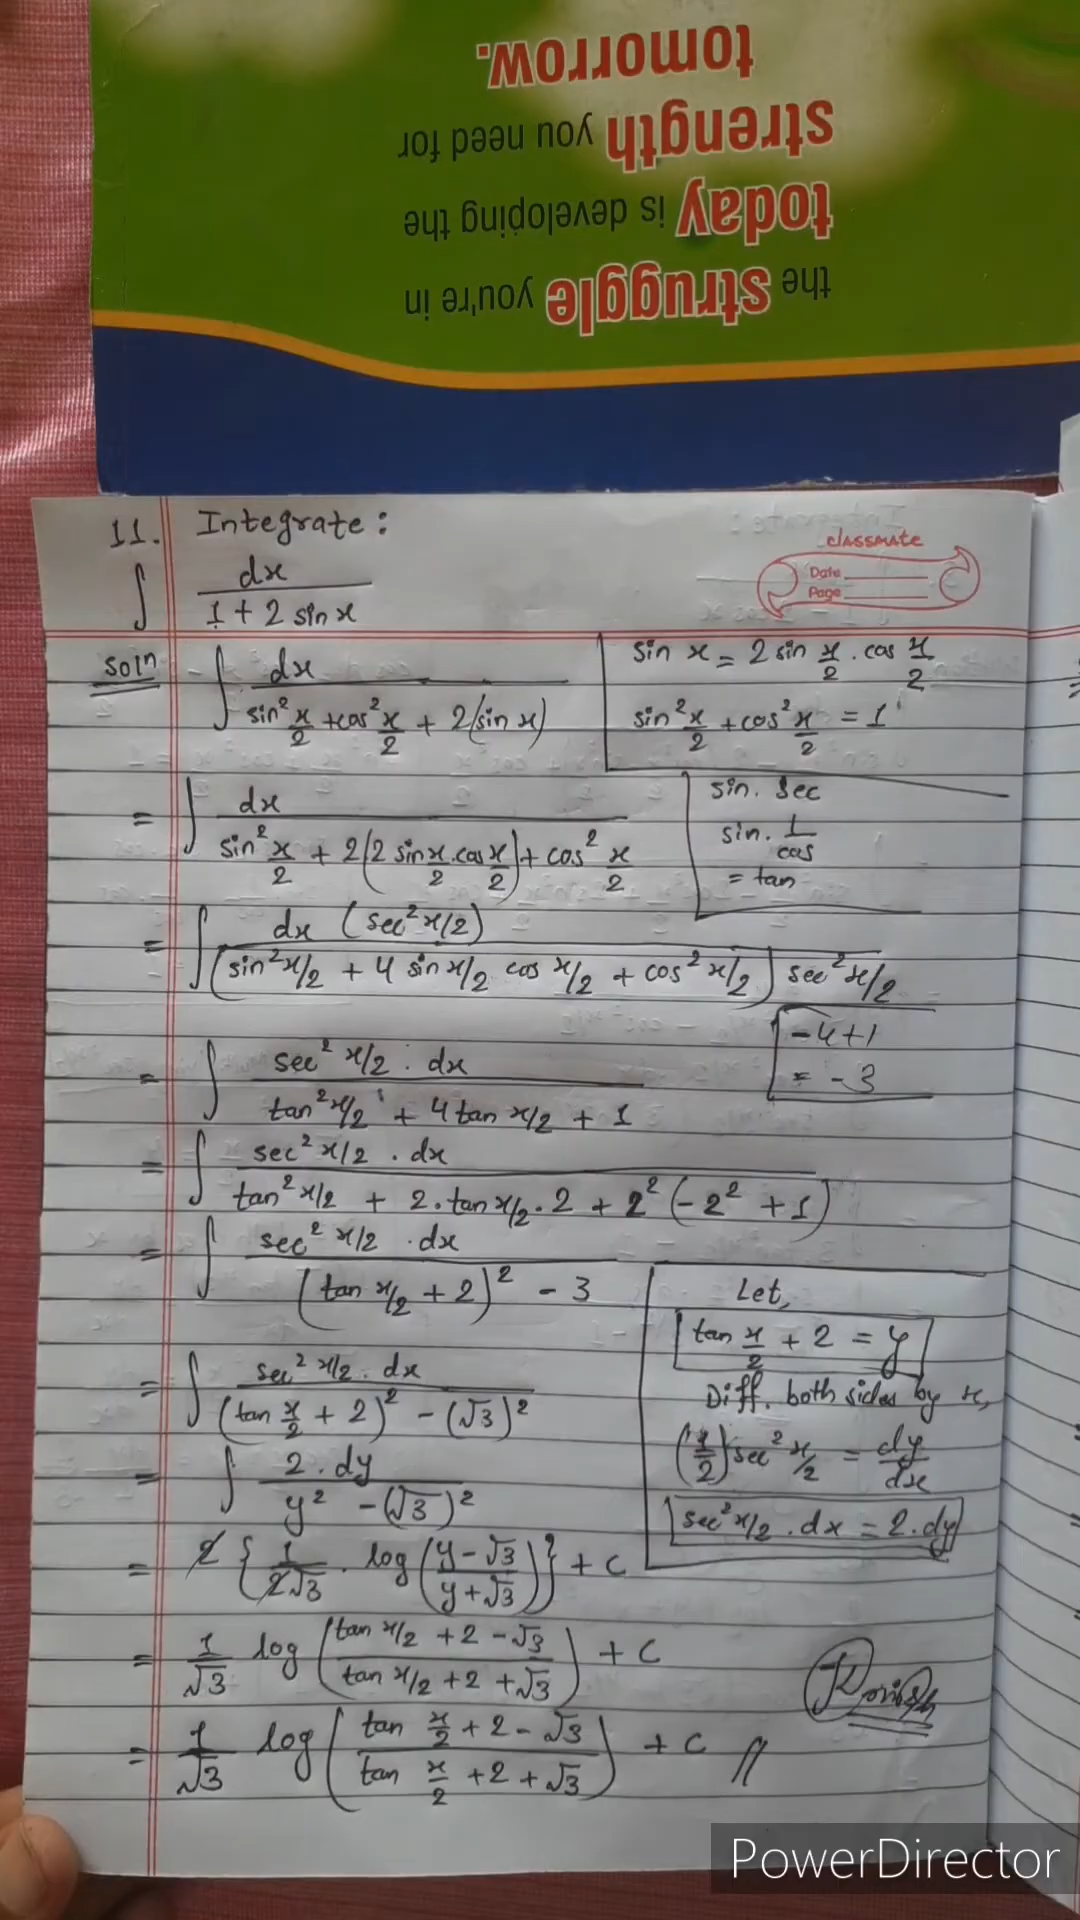 the struggle you're in
today is developing the
strength you need for
tomorrow.
11. Integrate:
∫ dx / 1 + 2 sin x
classmate
Date
Page
soln ∫ dx / sin² x/2 + cos² x/2 + 2(sin x)
sin x = 2 sin x/2 . cos x/2
sin² x/2 + cos² x/2 = 1
= ∫ dx / sin² x/2 + 2(2 sin x/2 . cos x/2) + cos² x/2
sin. sec
sin. 1/cos
= tan
= ∫ dx (sec² x/2) / (sin² x/2 + 4 sin x/2 cos x/2 + cos² x/2) sec² x/2
-4+1
= -3
= ∫ sec² x/2 . dx / tan² x/2 + 4 tan x/2 + 1
= ∫ sec² x/2 . dx / tan² x/2 + 2. tan x/2 . 2 + 2² (-2² + 1)
= ∫ sec² x/2 . dx / (tan x/2 + 2)² - 3
Let,
tan x/2 + 2 = y
Diff. both sides by x,
(1/2) sec² x/2 = dy/dx
sec² x/2 . dx = 2. dy
= ∫ sec² x/2 . dx / (tan x/2 + 2)² - (√3)²
= ∫ 2. dy / y² - (√3)²
= 2 { 1/2√3 . log (y - √3 / y + √3) } + c
= 1/√3 log (tan x/2 + 2 - √3 / tan x/2 + 2 + √3) + c
= 1/√3 log (tan x/2 + 2 - √3 / tan x/2 + 2 + √3) + c //
PowerDirector